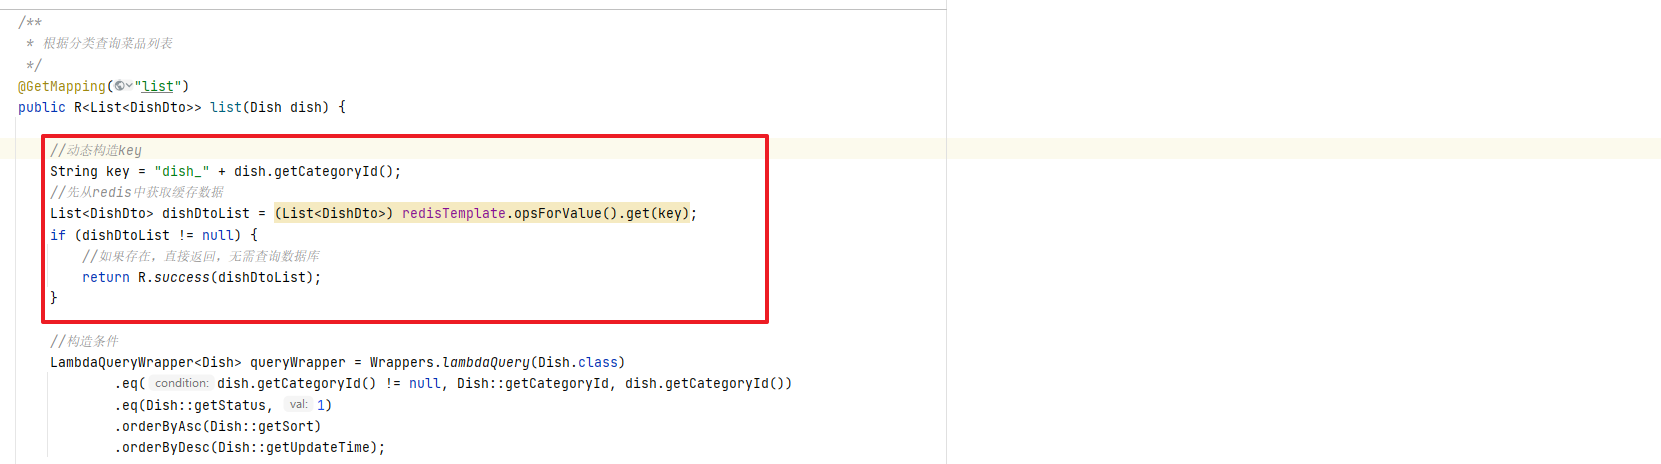 /**
* 根据分类查询菜品列表
*/
@GetMapping("list")
public R<List<DishDto>> list(Dish dish) {
//动态构造key
String key = "dish_" + dish.getCategoryId();
//先从redis中获取缓存数据
List<DishDto> dishDtoList = (List<DishDto>) redisTemplate.opsForValue().get(key);
if (dishDtoList != null) {
//如果存在，直接返回，无需查询数据库
return R.success(dishDtoList);
}
//构造条件
LambdaQueryWrapper<Dish> queryWrapper = Wrappers.lambdaQuery(Dish.class)
.eq( condition: dish.getCategoryId() != null, Dish::getCategoryId, dish.getCategoryId())
.eq(Dish::getStatus, val: 1)
.orderByAsc(Dish::getSort)
.orderByDesc(Dish::getUpdateTime);